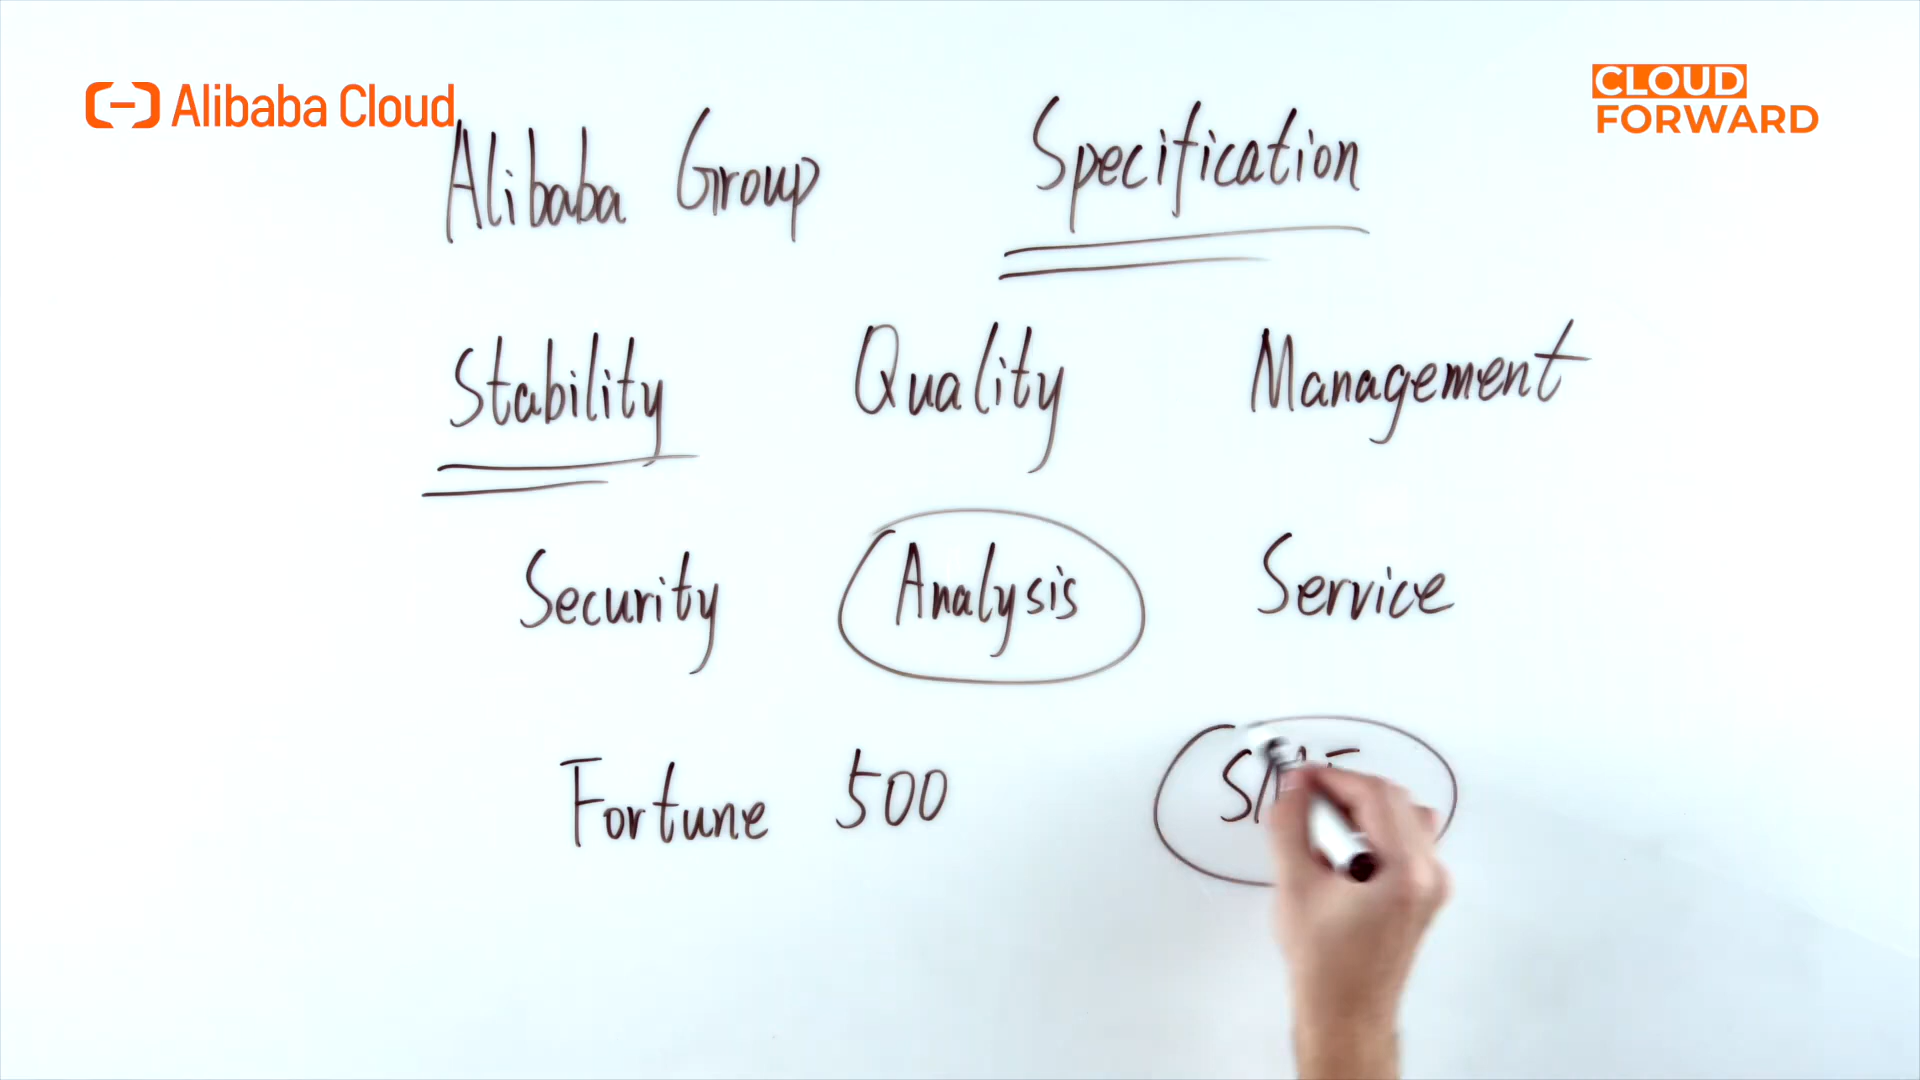 Alibaba Cloud
CLOUD
FORWARD
Alibaba Group Specification
Stability Quality Management
Security Analysis Service
Fortune 500